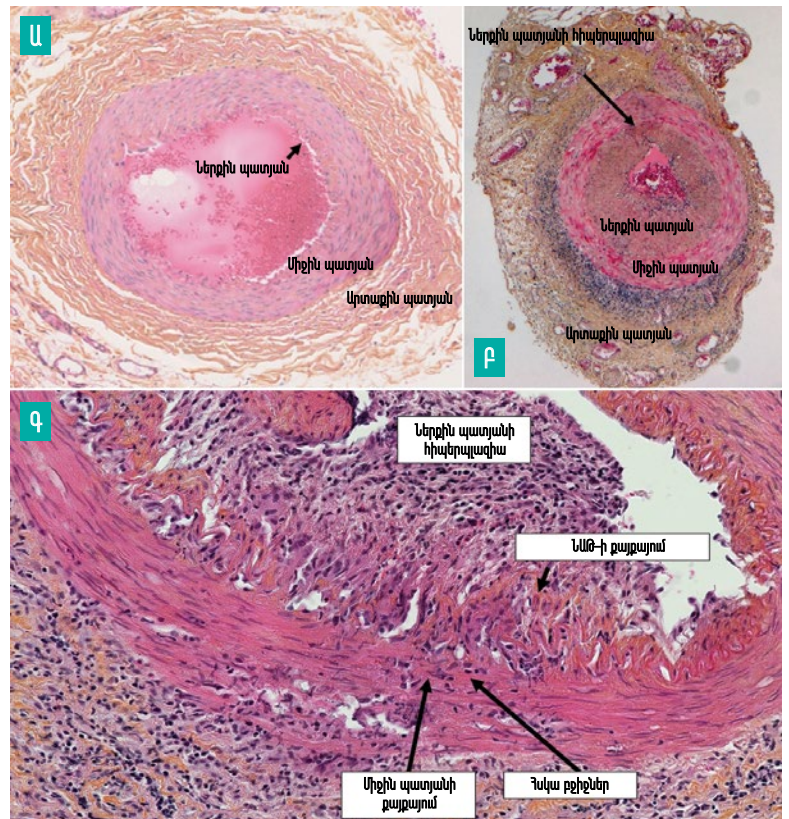 Ա
Ներքին պատյան
Միջին պատյան
Արտաքին պատյան
Ներքին պատյանի հիպերպլազիա
Ներքին պատյան
Միջին պատյան
Արտաքին պատյան
Բ
Գ
Ներքին պատյանի
հիպերպլազիա
ՆԱԹ-ի քայքայում
Միջին պատյանի
քայքայում
Հսկա բջիջներ